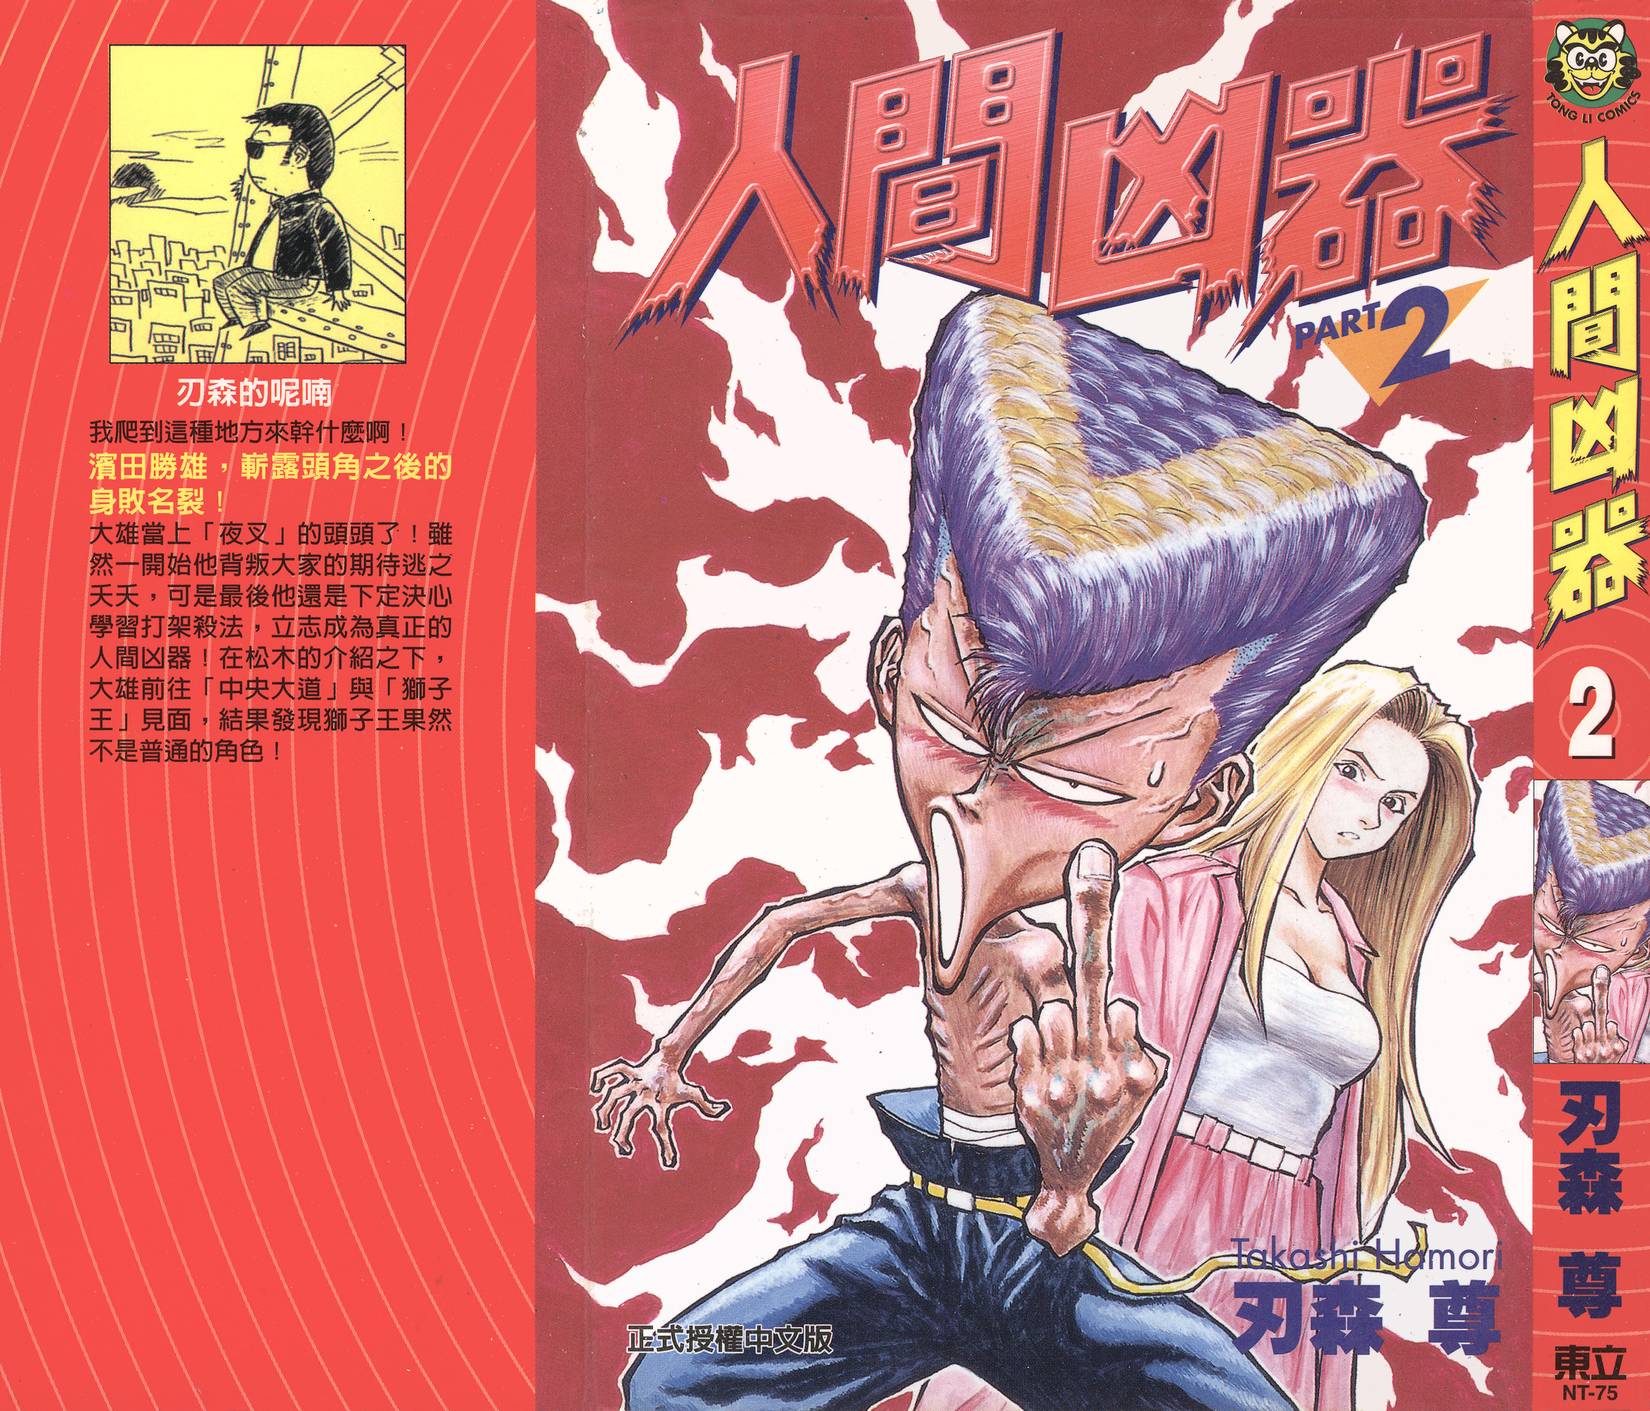 刃森的呢喃
我爬到這種地方來幹什麼啊！
濱田勝雄，嶄露頭角之後的
身敗名裂！
大雄當上「夜叉」的頭頭了！雖
然一開始他背叛大家的期待逃之
夭夭，可是最後他還是下定決心
學習打架殺法，立志成為真正的
人間凶器！在松木的介紹之下，
大雄前往「中央大道」與「獅子
王」見面，結果發現獅子王果然
不是普通的角色！
人間凶器
PART 2
Takashi Hamori
刃森 尊
正式授權中文版
TONG LI COMICS
人間凶器
2
刃森 尊
東立
NT-75